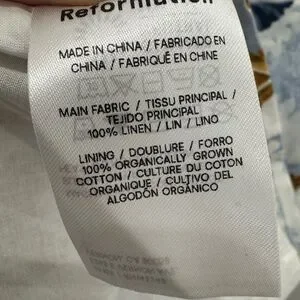 Reformation
MADE IN CHINA / FABRICADO EN
CHINA / FABRIQUÉ EN CHINE
MAIN FABRIC / TISSU PRINCIPAL /
TEJIDO PRINCIPAL
100% LINEN / LIN / LINO
LINING / DOUBLURE / FORRO
100% ORGANICALLY GROWN
COTTON / CULTURE DU COTON
ORGANIQUE / CULTIVO DEL
ALGODÓN ORGÁNICO